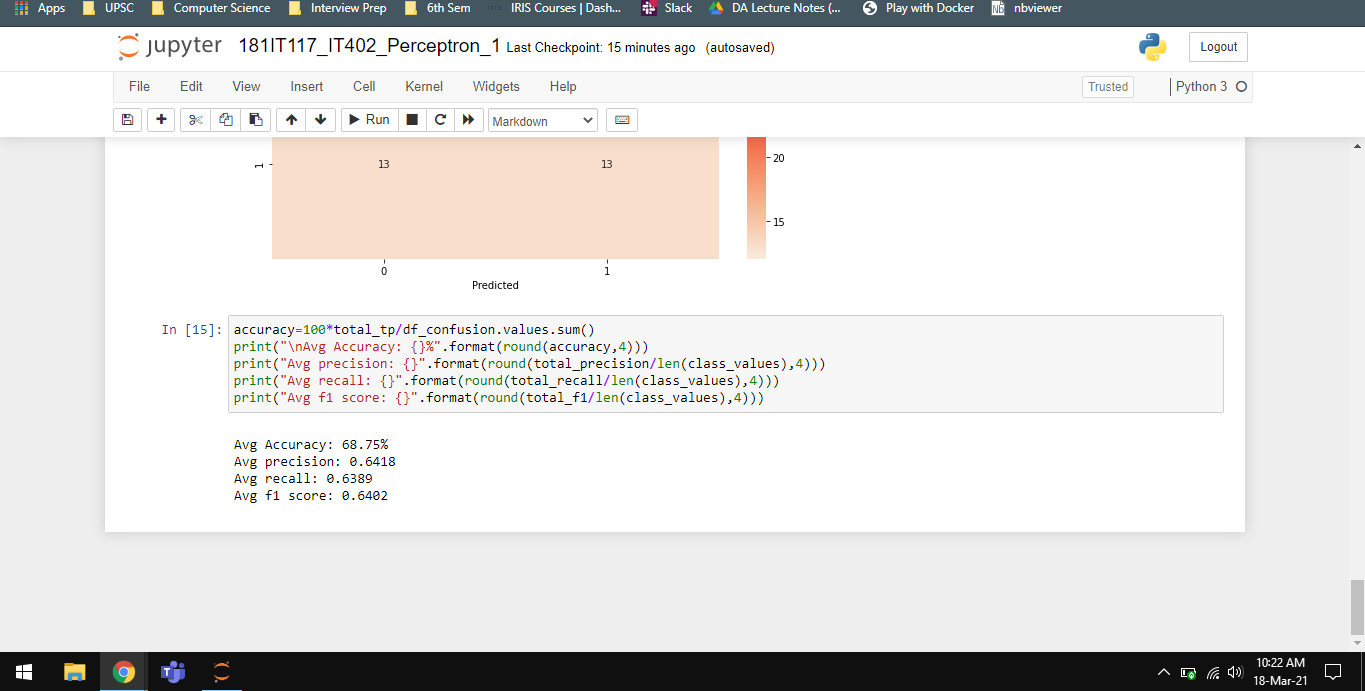 Apps UPSC Computer Science Interview Prep 6th Sem IRIS Courses | Dash... Slack DA Lecture Notes (... Play with Docker Nb nbviewer
jupyter 181IT117_IT402_Perceptron_1 Last Checkpoint: 15 minutes ago (autosaved) Logout
File Edit View Insert Cell Kernel Widgets Help Trusted Python 3
Run Markdown
1 13 13 20
15
0 1
Predicted
In [15]: accuracy=100*total_tp/df_confusion.values.sum()
print("\nAvg Accuracy: {}%".format(round(accuracy,4)))
print("Avg precision: {}".format(round(total_precision/len(class_values),4)))
print("Avg recall: {}".format(round(total_recall/len(class_values),4)))
print("Avg f1 score: {}".format(round(total_f1/len(class_values),4)))
Avg Accuracy: 68.75%
Avg precision: 0.6418
Avg recall: 0.6389
Avg f1 score: 0.6402
10:22 AM
18-Mar-21